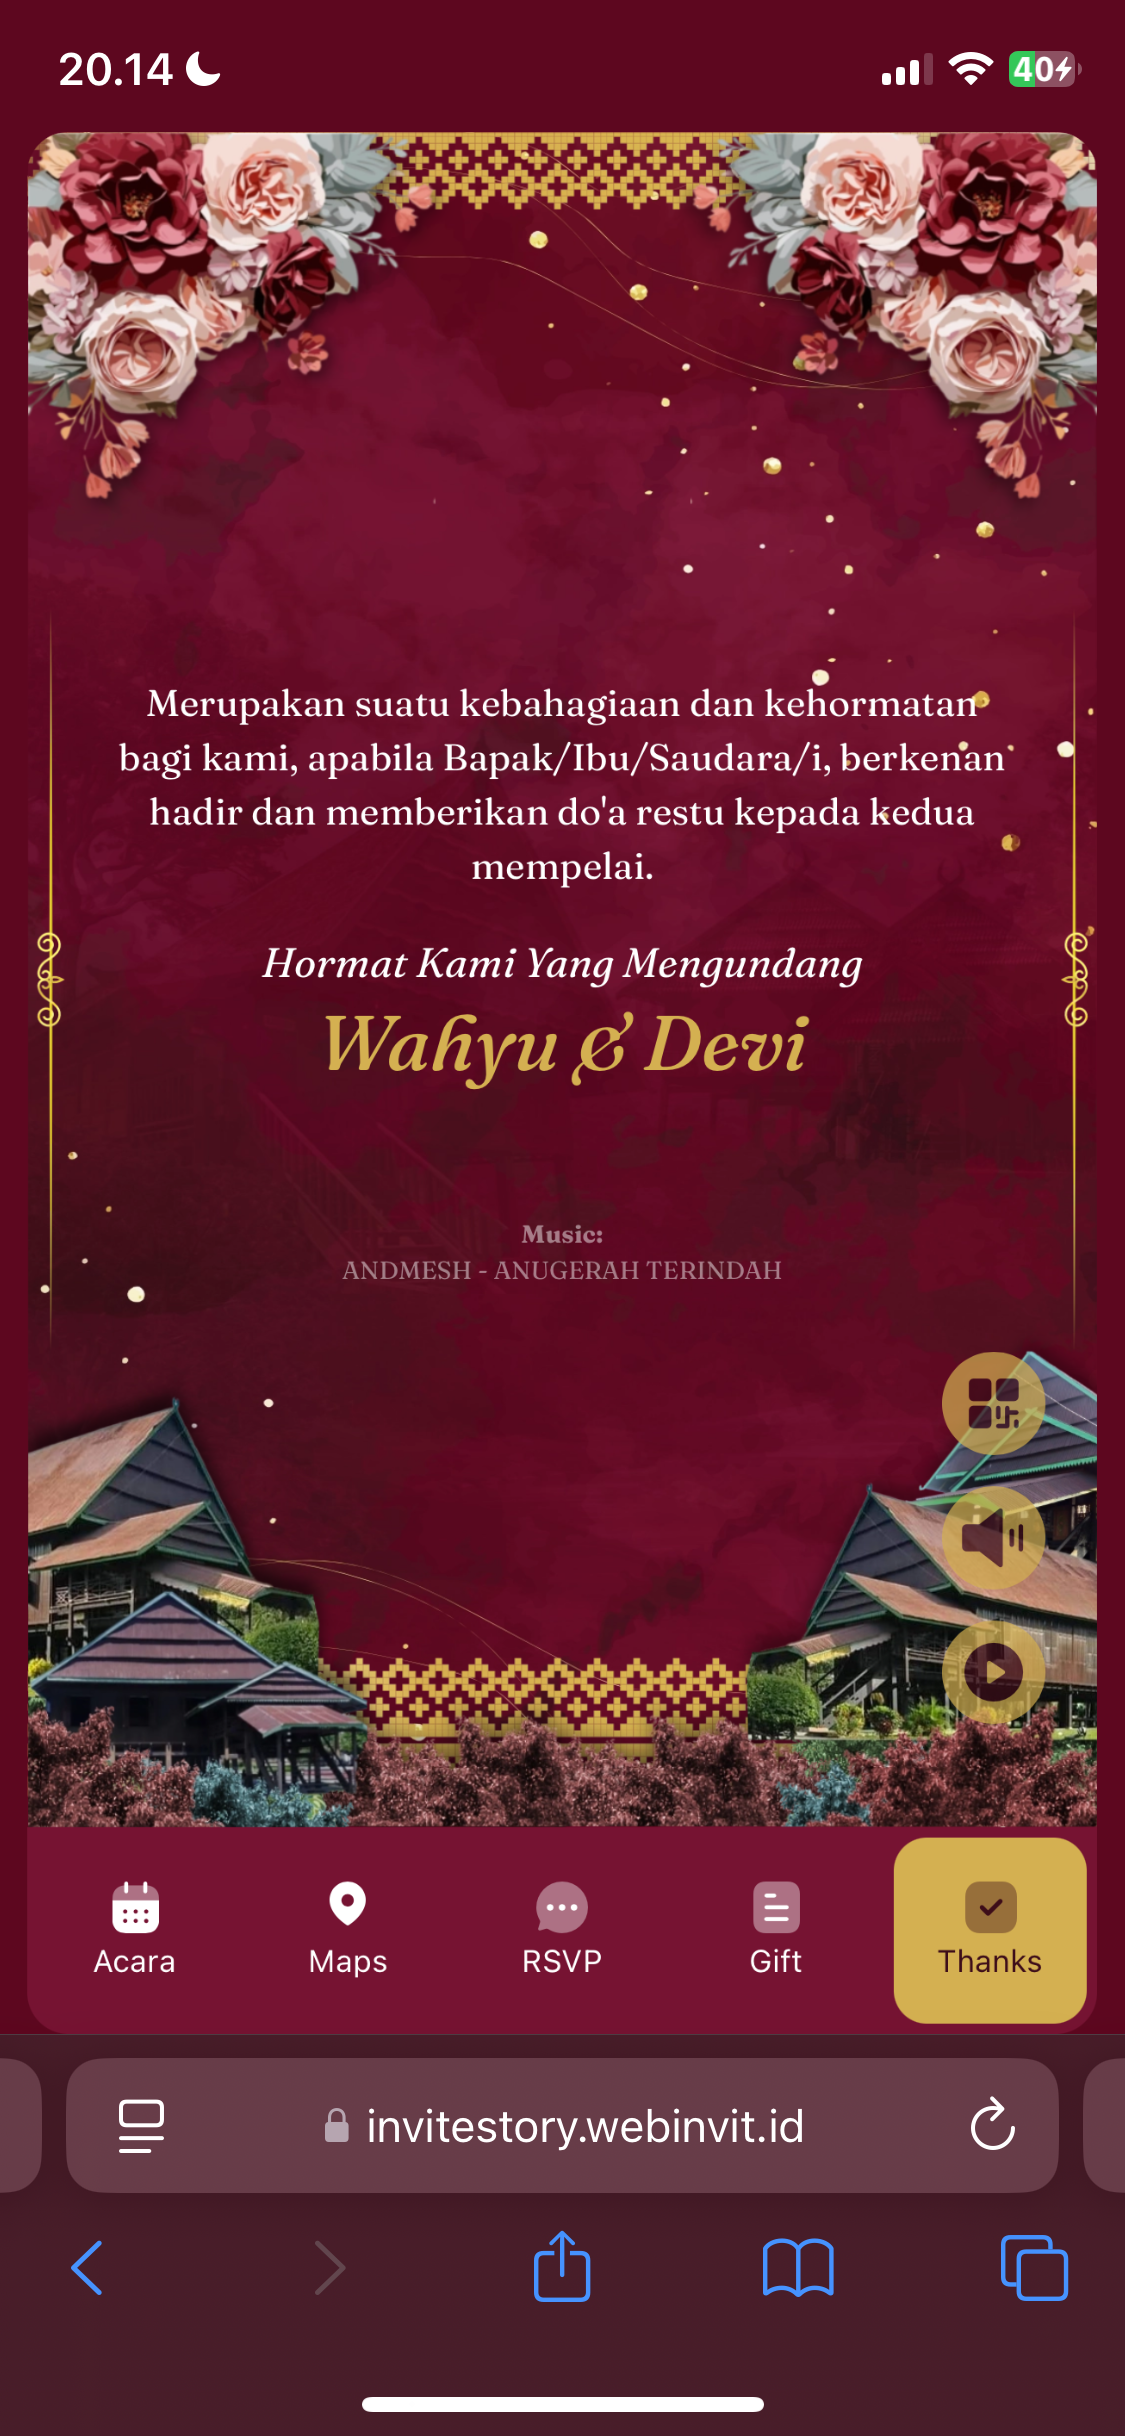 20.14
40
Merupakan suatu kebahagiaan dan kehormatan
bagi kami, apabila Bapak/Ibu/Saudara/i, berkenan
hadir dan memberikan do'a restu kepada kedua
mempelai.
Hormat Kami Yang Mengundang
Wahyu & Devi
Music:
ANDMESH - ANUGERAH TERINDAH
Acara
Maps
RSVP
Gift
Thanks
invitestory.webinvit.id